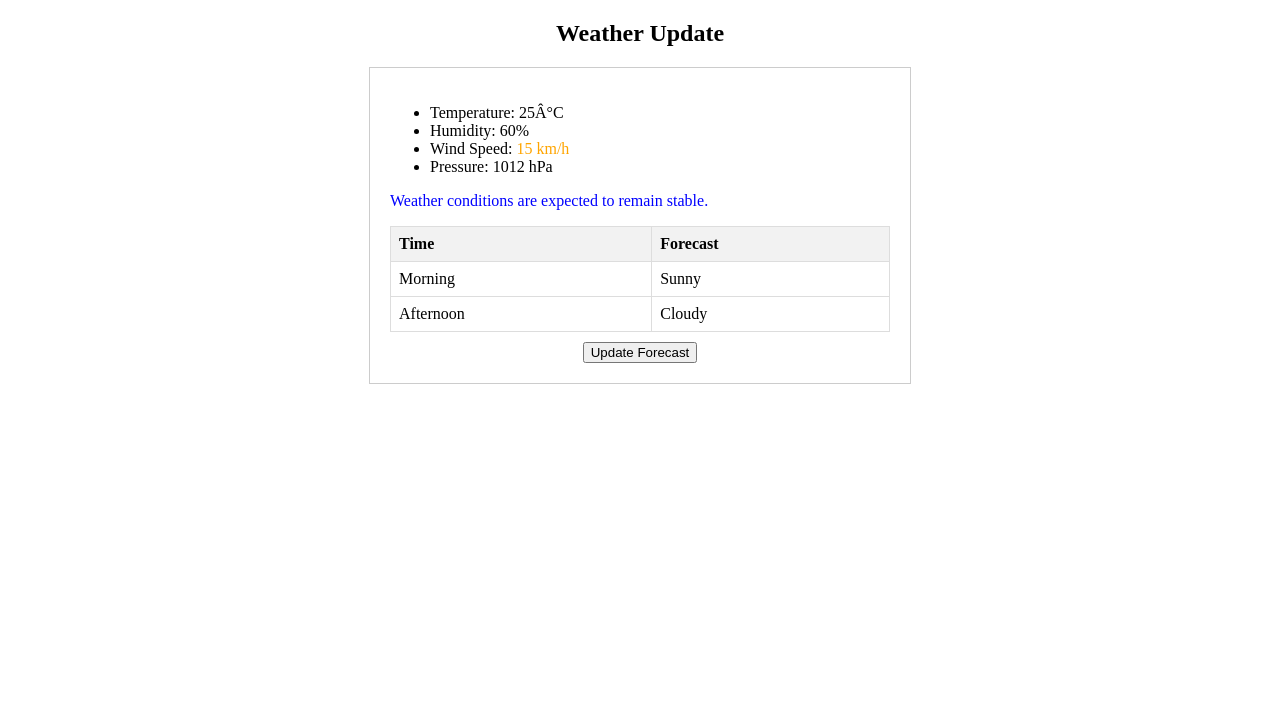 Weather Update
Temperature: 25Â°C
Humidity: 60%
Wind Speed: 15 km/h
Pressure: 1012 hPa
Weather conditions are expected to remain stable.
Time Forecast
Morning Sunny
Afternoon Cloudy
Update Forecast